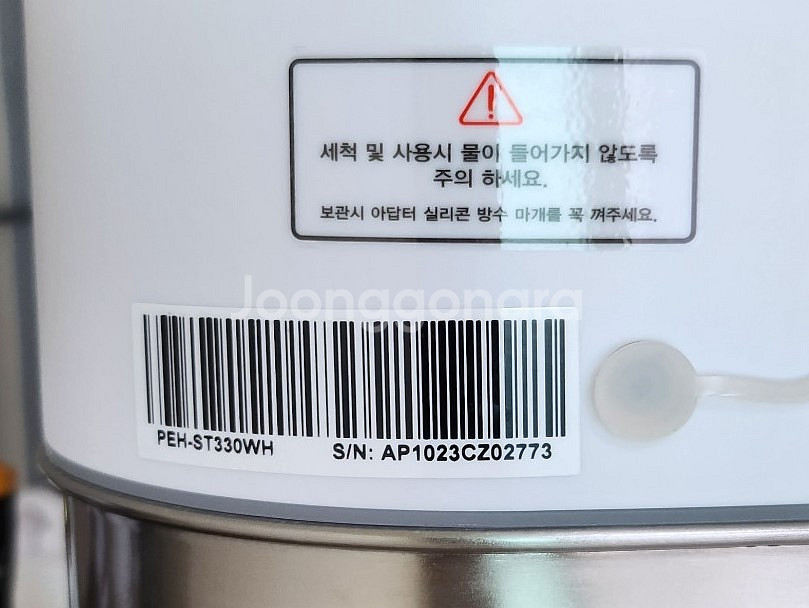 세척 및 사용시 물이 들어가지 않도록
주의 하세요.
보관시 아답터 실리콘 방수 마개를 꼭 껴주세요.
Joonggonara
PEH-ST330WH S/N: AP1023CZ02773